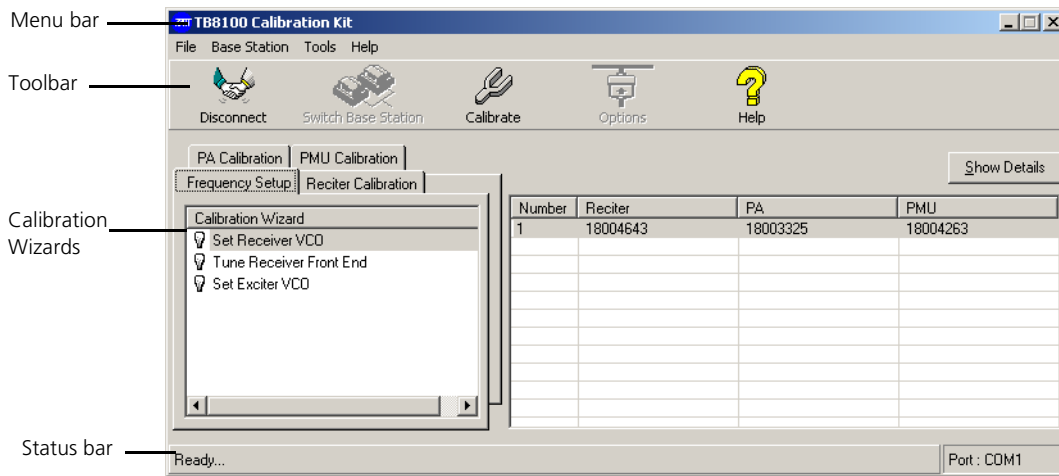 Menu bar
TB8100 Calibration Kit
File Base Station Tools Help
Toolbar
Disconnect Switch Base Station Calibrate Options Help
PA Calibration PMU Calibration
Frequency Setup Reciter Calibration
Show Details
Calibration Wizards
Calibration Wizard
Set Receiver VCO
Tune Receiver Front End
Set Exciter VCO
Number Reciter PA PMU
1 18004643 18003325 18004263
Status bar
Ready...
Port : COM1